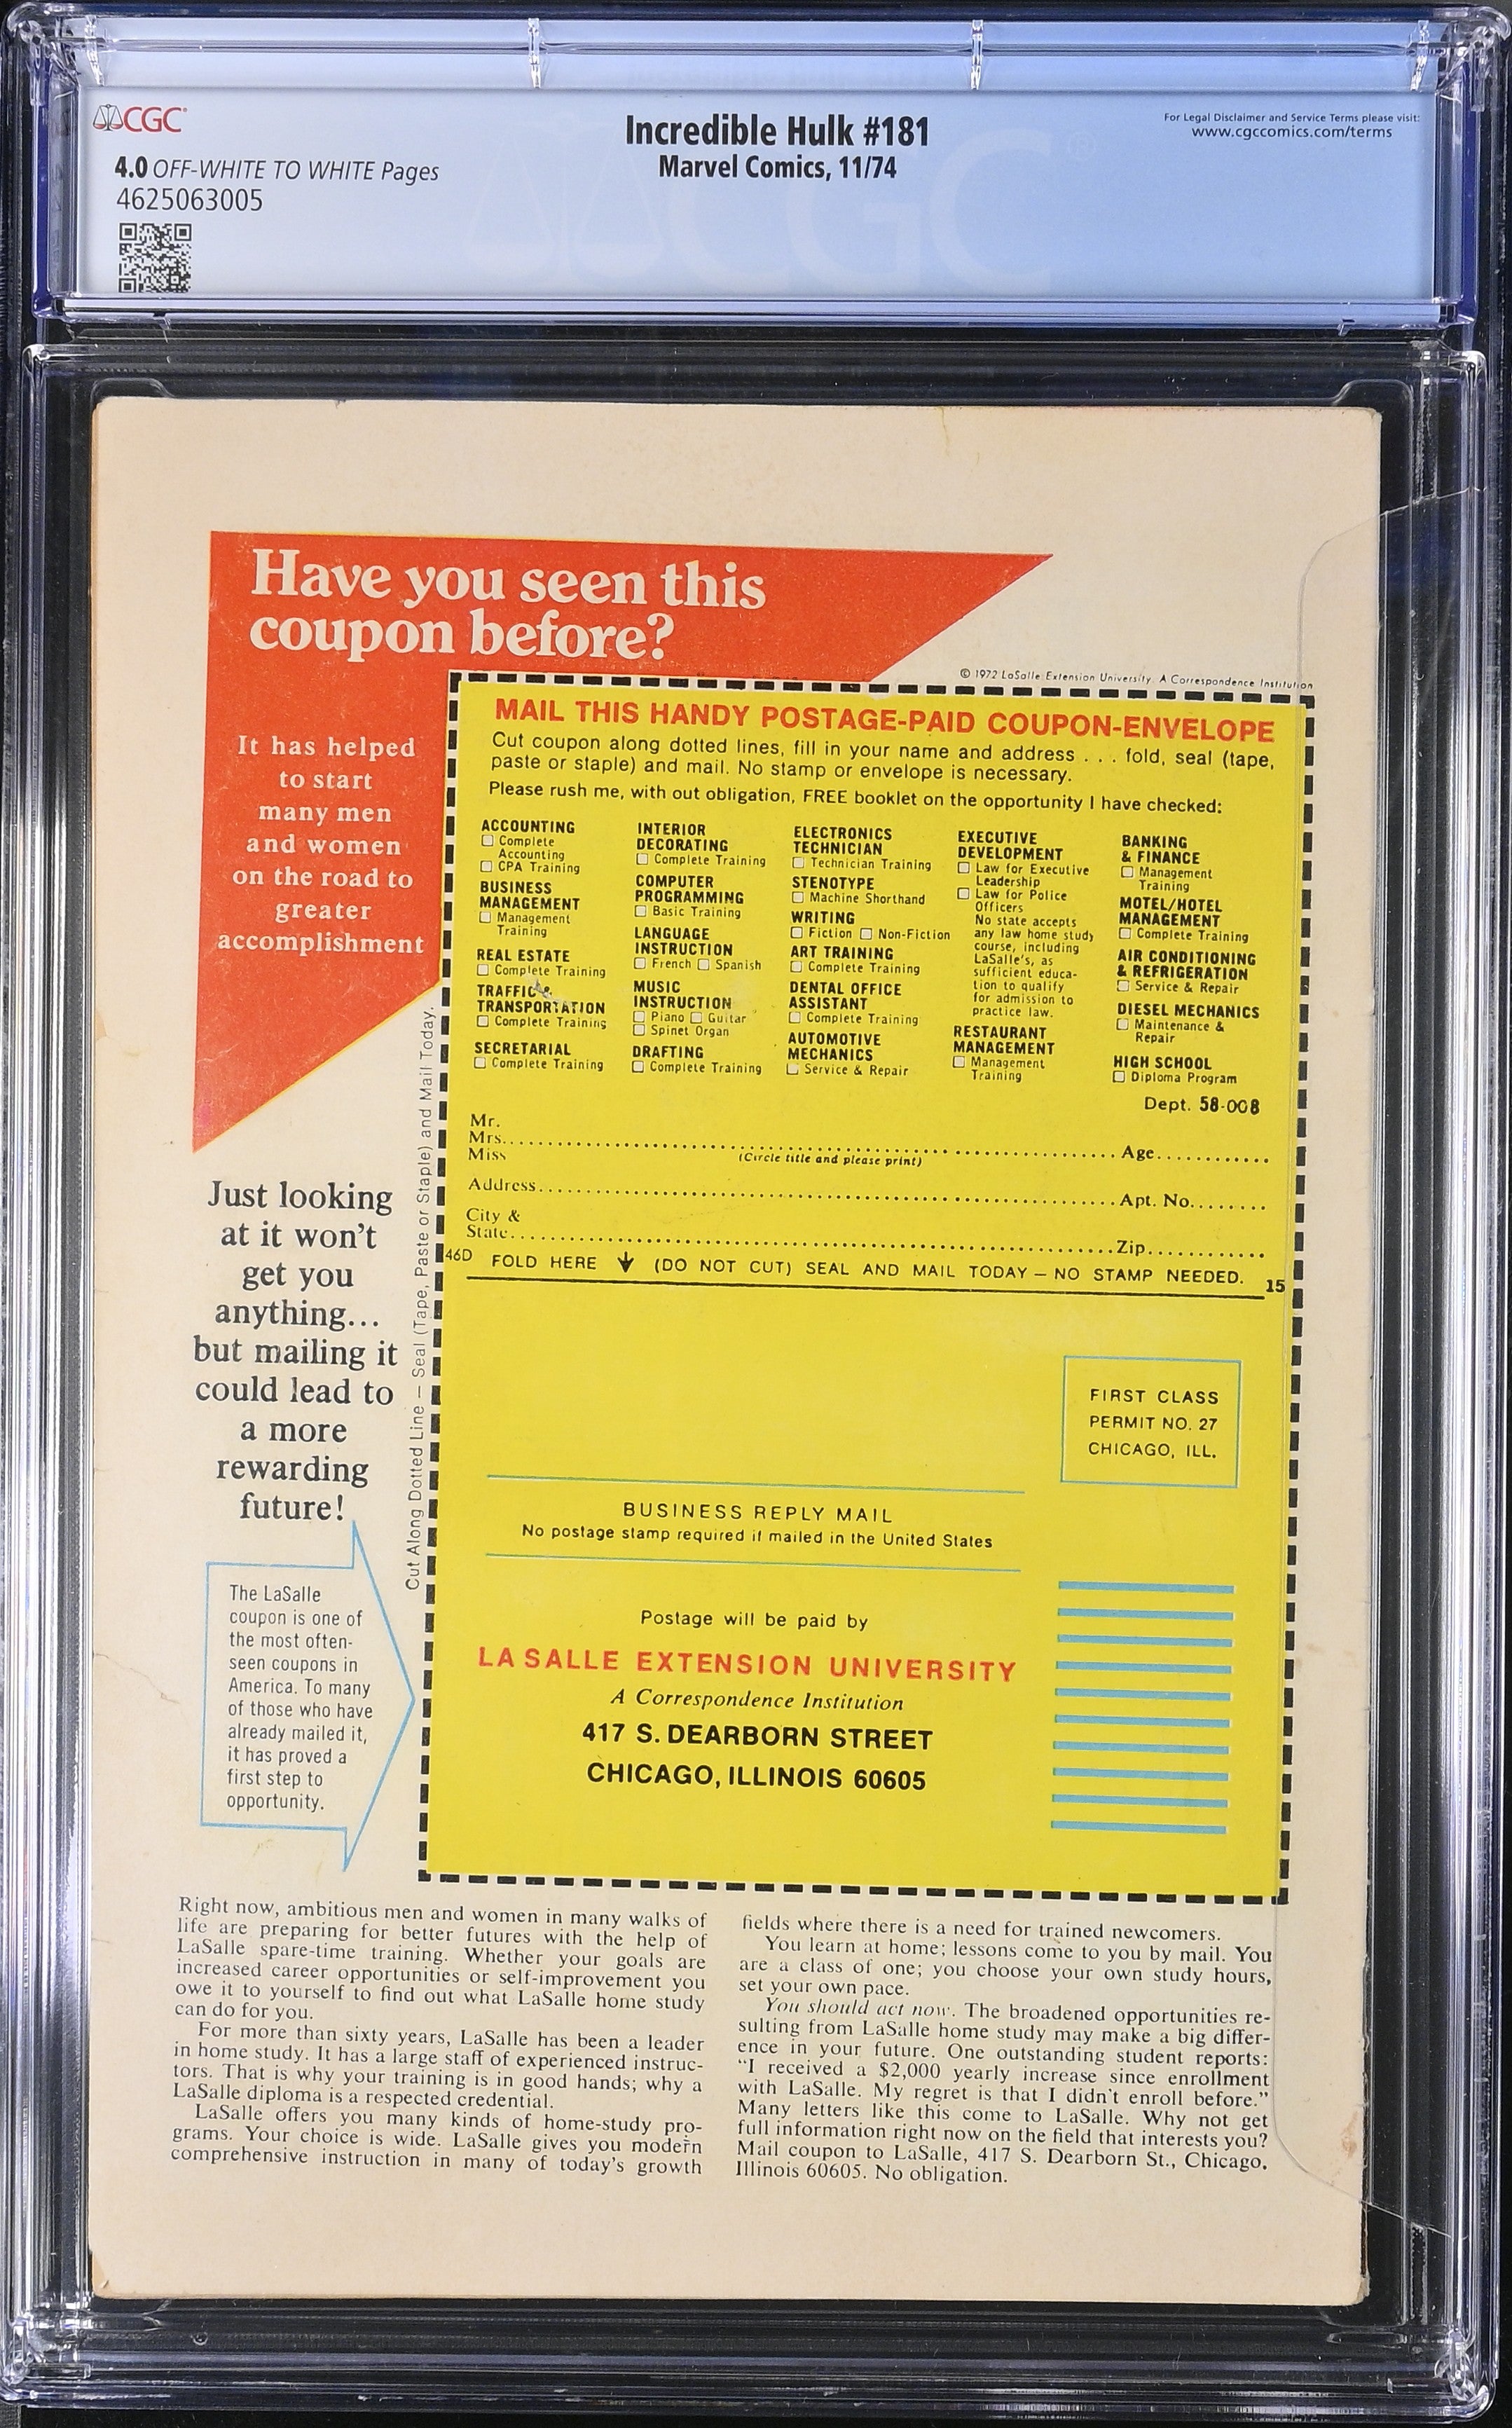 CGC
4.0 OFF-WHITE TO WHITE Pages
4625063005
Incredible Hulk #181
Marvel Comics, 11/74
For Legal Disclaimer and Service Terms please visit:
www.cgccomics.com/terms
CGC
Have you seen this
coupon before?
It has helped
to start
many men
and women
on the road to
greater
accomplishment
© 1972 LaSalle Extension University. A Correspondence Institution
MAIL THIS HANDY POSTAGE-PAID COUPON-ENVELOPE
Cut coupon along dotted lines, fill in your name and address . . . fold, seal (tape,
paste or staple) and mail. No stamp or envelope is necessary.
Please rush me, with out obligation, FREE booklet on the opportunity I have checked:
ACCOUNTING
☐ Complete
Accounting
☐ CPA Training
BUSINESS
MANAGEMENT
☐ Management
Training
REAL ESTATE
☐ Complete Training
TRAFFIC &
TRANSPORTATION
☐ Complete Training
SECRETARIAL
☐ Complete Training
INTERIOR
DECORATING
☐ Complete Training
COMPUTER
PROGRAMMING
☐ Basic Training
LANGUAGE
INSTRUCTION
☐ French ☐ Spanish
MUSIC
INSTRUCTION
☐ Piano ☐ Guitar
☐ Spinet Organ
DRAFTING
☐ Complete Training
ELECTRONICS
TECHNICIAN
☐ Technician Training
STENOTYPE
☐ Machine Shorthand
WRITING
☐ Fiction ☐ Non-Fiction
ART TRAINING
☐ Complete Training
DENTAL OFFICE
ASSISTANT
☐ Complete Training
AUTOMOTIVE
MECHANICS
☐ Service & Repair
EXECUTIVE
DEVELOPMENT
☐ Law for Executive
Leadership
☐ Law for Police
Officers
No state accepts
any law home study
course, including
LaSalle's, as
sufficient educa-
tion to qualify
for admission to
practice law.
RESTAURANT
MANAGEMENT
☐ Management
Training
BANKING
& FINANCE
☐ Management
Training
MOTEL/HOTEL
MANAGEMENT
☐ Complete Training
AIR CONDITIONING
& REFRIGERATION
☐ Service & Repair
DIESEL MECHANICS
☐ Maintenance &
Repair
HIGH SCHOOL
☐ Diploma Program
Dept. 58-008
Mr.
Mrs. Age
Miss (Circle title and please print)
Address Apt. No.
City &
State Zip
46D FOLD HERE ↓ (DO NOT CUT) SEAL AND MAIL TODAY – NO STAMP NEEDED. 15
Cut Along Dotted Line – Seal (Tape, Paste or Staple) and Mail Today.
Just looking
at it won't
get you
anything...
but mailing it
could lead to
a more
rewarding
future!
FIRST CLASS
PERMIT NO. 27
CHICAGO, ILL.
BUSINESS REPLY MAIL
No postage stamp required if mailed in the United States
Postage will be paid by
LA SALLE EXTENSION UNIVERSITY
A Correspondence Institution
417 S. DEARBORN STREET
CHICAGO, ILLINOIS 60605
The LaSalle
coupon is one of
the most often-
seen coupons in
America. To many
of those who have
already mailed it,
it has proved a
first step to
opportunity.
Right now, ambitious men and women in many walks of
life are preparing for better futures with the help of
LaSalle spare-time training. Whether your goals are
increased career opportunities or self-improvement you
owe it to yourself to find out what LaSalle home study
can do for you.
For more than sixty years, LaSalle has been a leader
in home study. It has a large staff of experienced instruc-
tors. That is why your training is in good hands; why a
LaSalle diploma is a respected credential.
LaSalle offers you many kinds of home-study pro-
grams. Your choice is wide. LaSalle gives you modern
comprehensive instruction in many of today's growth
fields where there is a need for trained newcomers.
You learn at home; lessons come to you by mail. You
are a class of one; you choose your own study hours,
set your own pace.
You should act now. The broadened opportunities re-
sulting from LaSalle home study may make a big differ-
ence in your future. One outstanding student reports:
"I received a $2,000 yearly increase since enrollment
with LaSalle. My regret is that I didn't enroll before."
Many letters like this come to LaSalle. Why not get
full information right now on the field that interests you?
Mail coupon to LaSalle, 417 S. Dearborn St., Chicago,
Illinois 60605. No obligation.